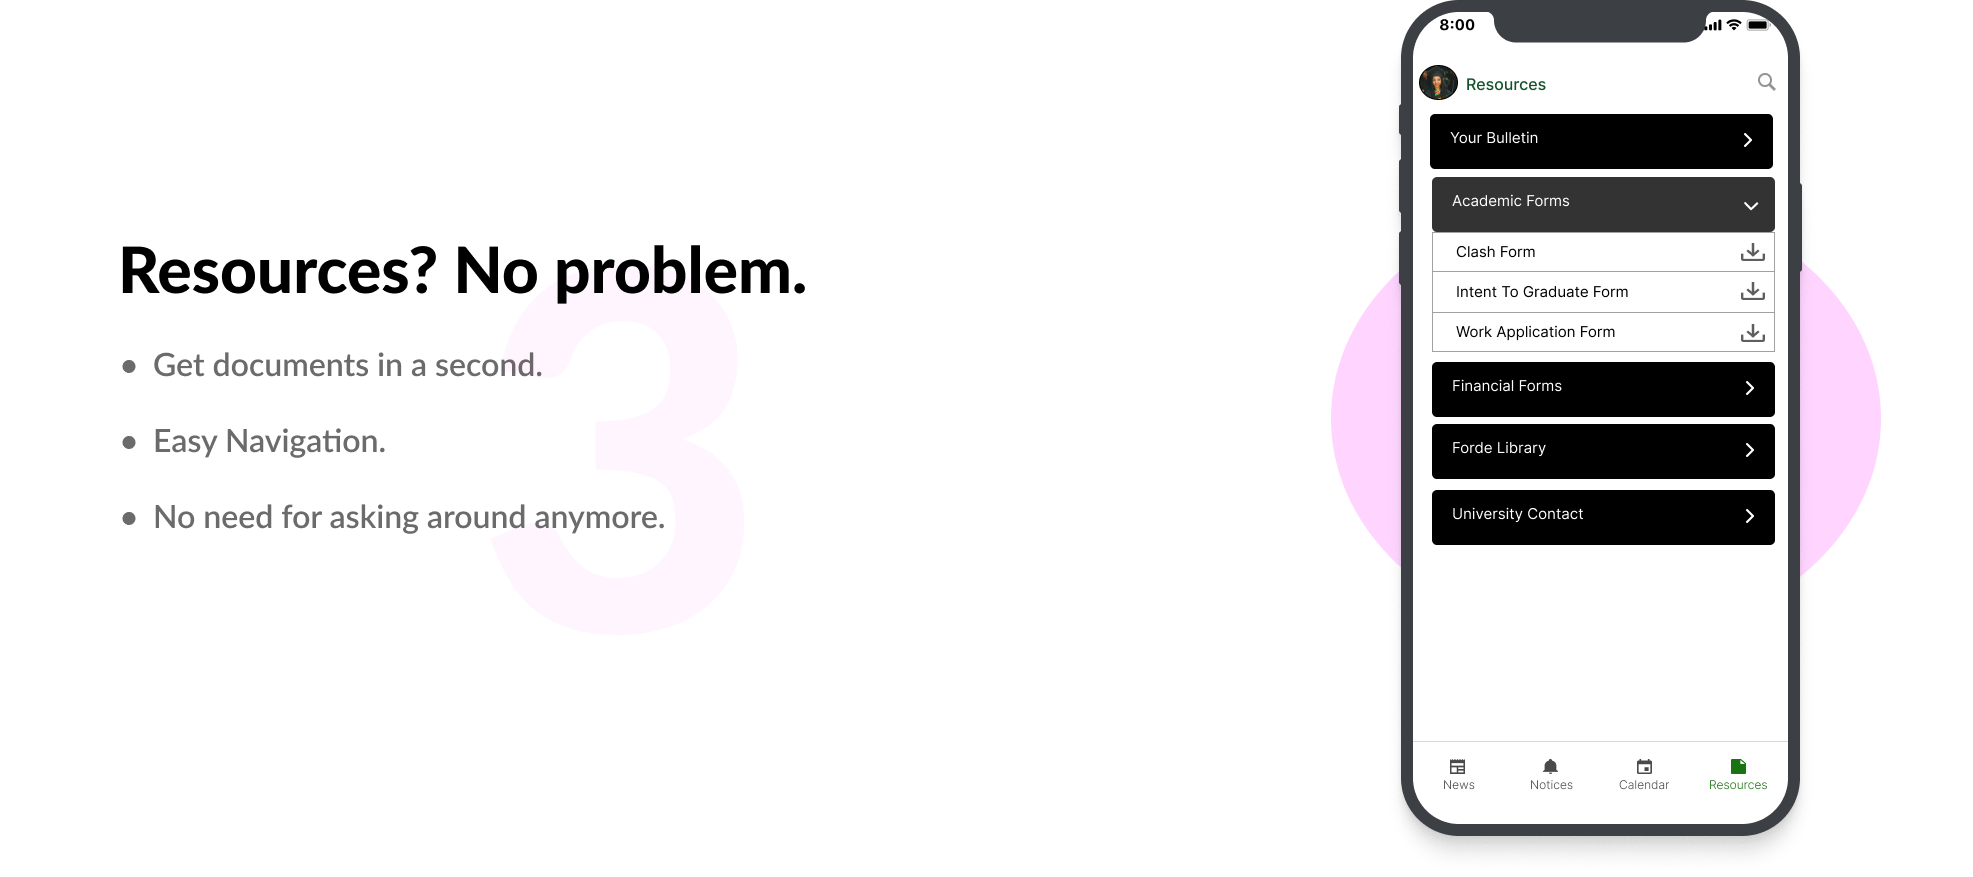 Resources? No problem.
3
• Get documents in a second.
• Easy Navigation.
• No need for asking around anymore.
8:00
Resources
Your Bulletin
Academic Forms
Clash Form
Intent To Graduate Form
Work Application Form
Financial Forms
Forde Library
University Contact
News Notices Calendar Resources